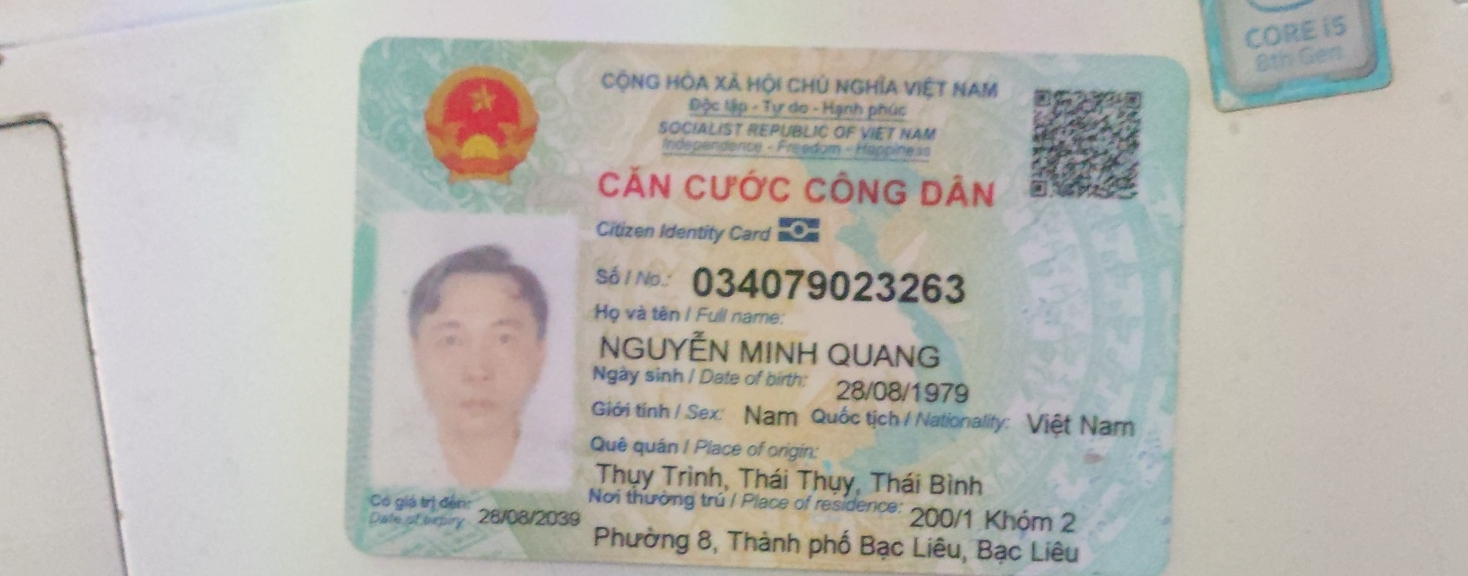 CORE i5
8th Gen
CỘNG HÒA XÃ HỘI CHỦ NGHĨA VIỆT NAM
Độc lập - Tự do - Hạnh phúc
SOCIALIST REPUBLIC OF VIET NAM
Independence - Freedom - Happiness
CĂN CƯỚC CÔNG DÂN
Citizen Identity Card
Số / No.: 034079023263
Họ và tên / Full name:
NGUYỄN MINH QUANG
Ngày sinh / Date of birth: 28/08/1979
Giới tính / Sex: Nam Quốc tịch / Nationality: Việt Nam
Quê quán / Place of origin:
Thụy Trình, Thái Thụy, Thái Bình
Nơi thường trú / Place of residence: 200/1 Khóm 2
Phường 8, Thành phố Bạc Liêu, Bạc Liêu
Có giá trị đến: 28/08/2039
Date of expiry